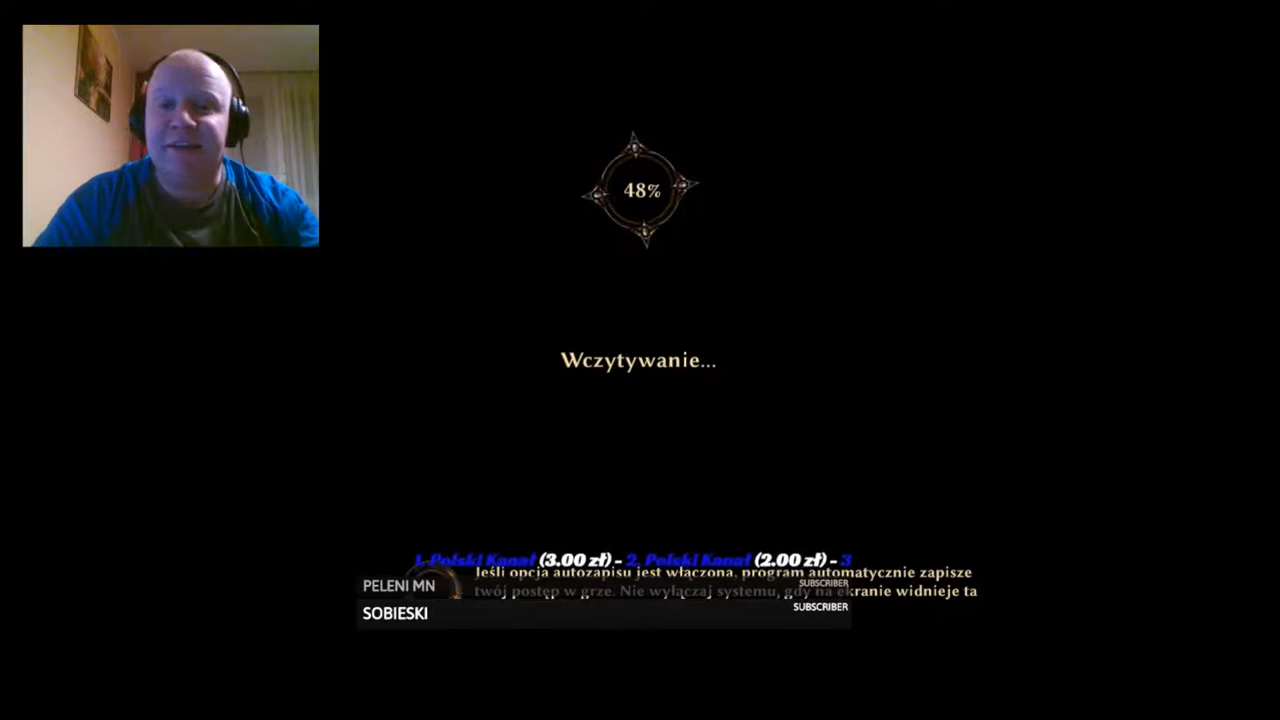 48%
Wczytywanie...
1. Polski Kanał (3.00 zł) - 2. Polski Kanał (2.00 zł) - 3
Jeśli opcja autozapisu jest włączona, program automatycznie zapisze
twój postęp w grze. Nie wyłączaj systemu, gdy na ekranie widnieje ta
PELENI MN SUBSCRIBER
SOBIESKI SUBSCRIBER